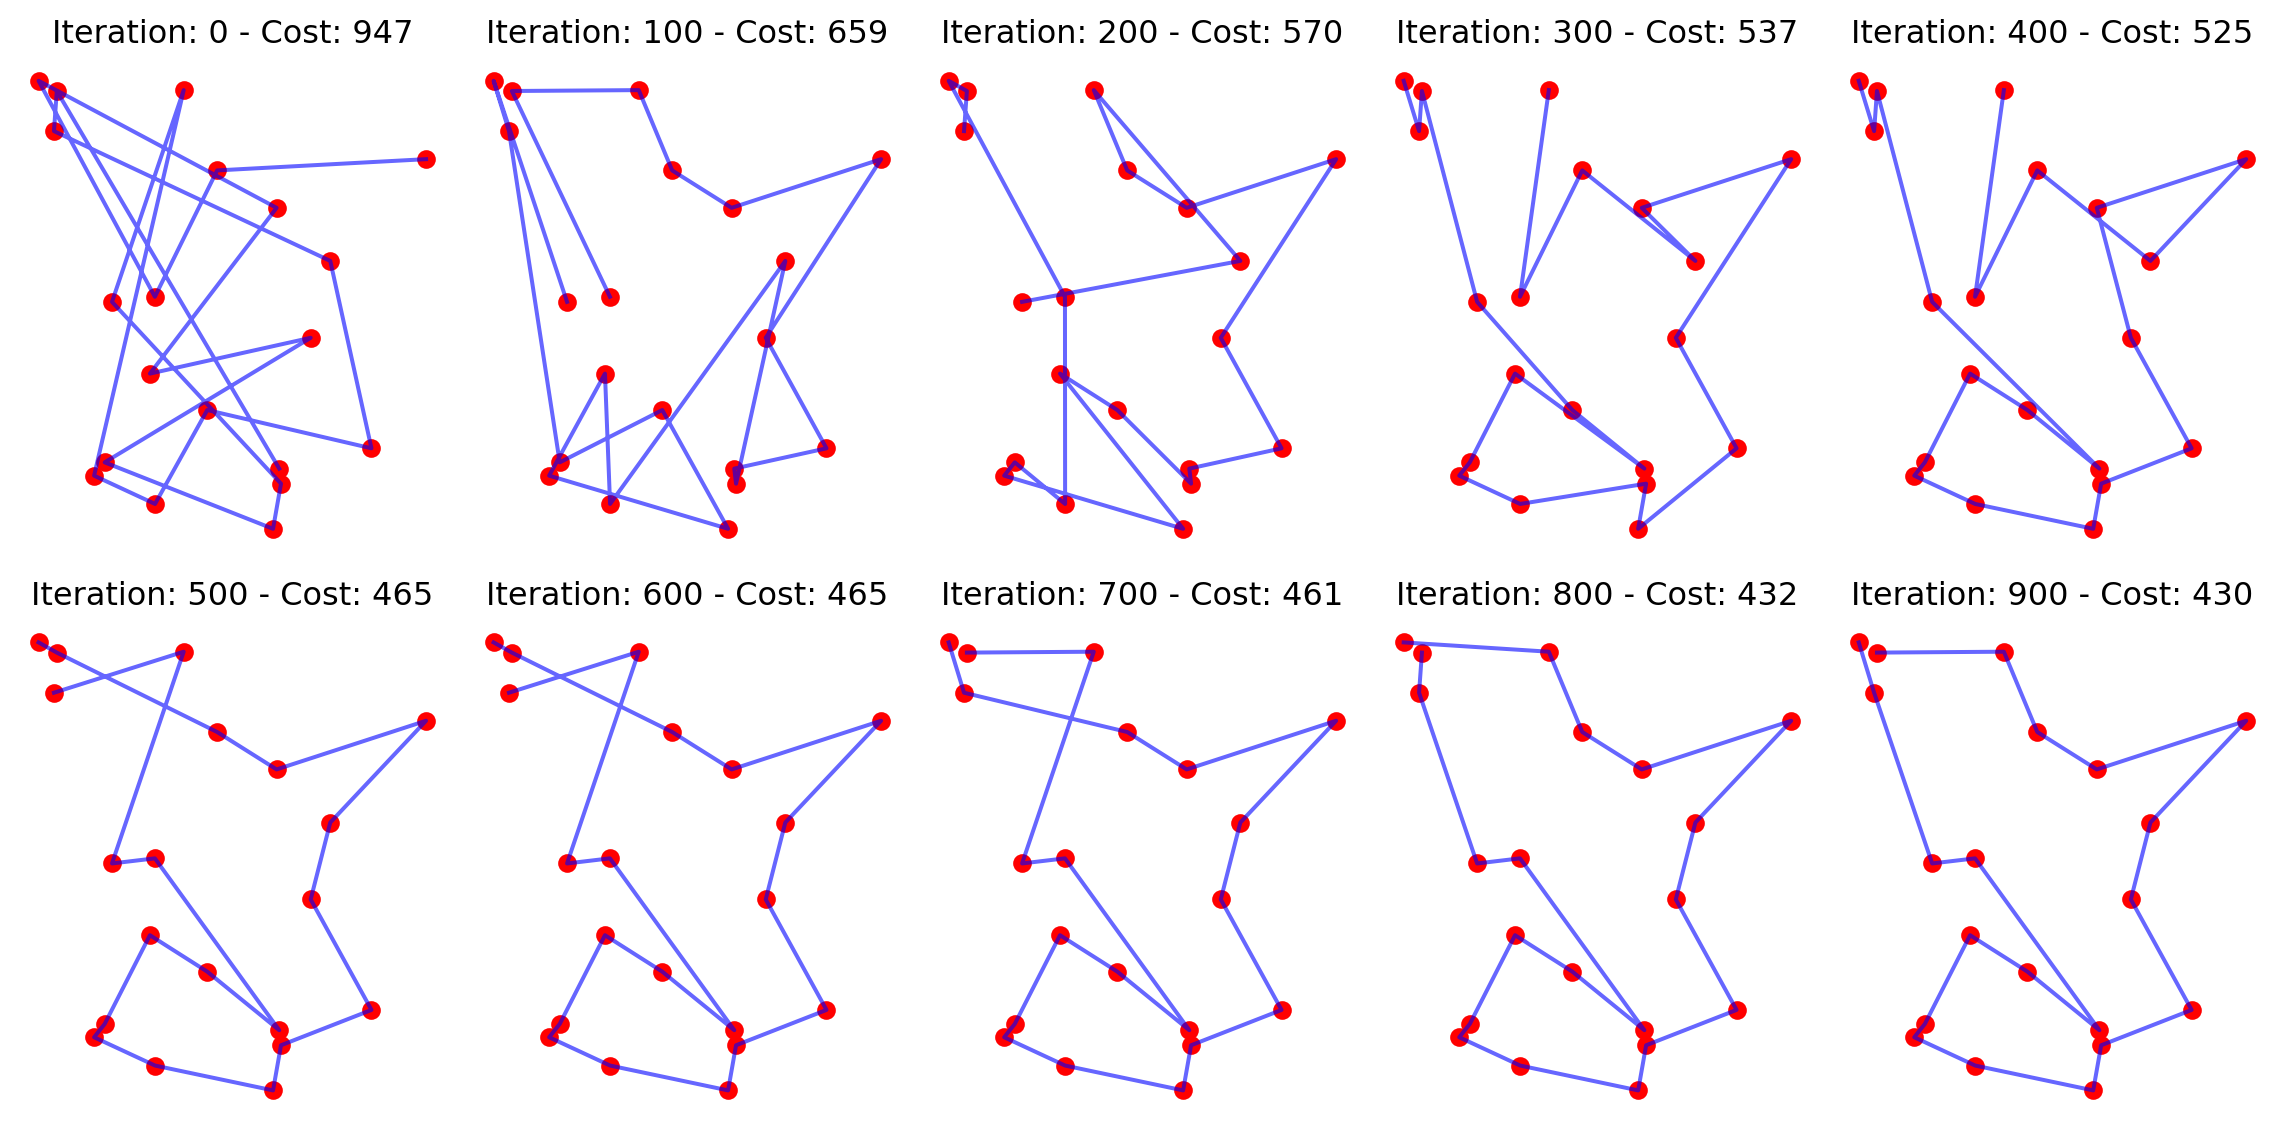 Iteration: 0 - Cost: 947
Iteration: 100 - Cost: 659
Iteration: 200 - Cost: 570
Iteration: 300 - Cost: 537
Iteration: 400 - Cost: 525
Iteration: 500 - Cost: 465
Iteration: 600 - Cost: 465
Iteration: 700 - Cost: 461
Iteration: 800 - Cost: 432
Iteration: 900 - Cost: 430